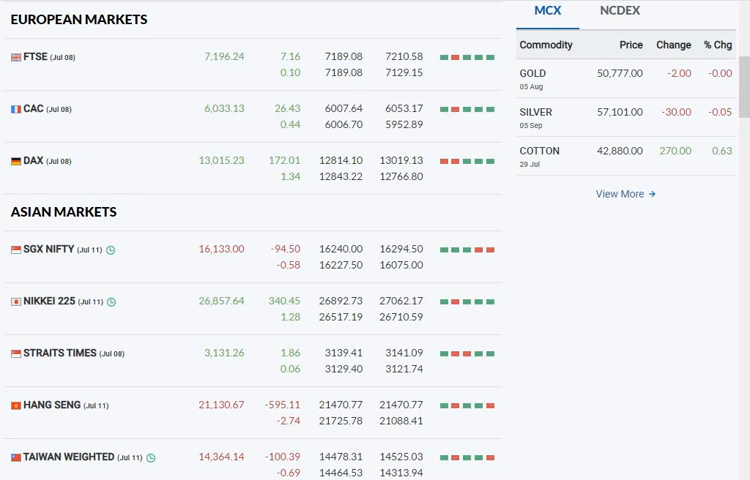 EUROPEAN MARKETS
FTSE (Jul 08) 7,196.24 7.16 7189.08 7210.58
0.10 7189.08 7129.15
CAC (Jul 08) 6,033.13 26.43 6007.64 6053.17
0.44 6006.70 5952.89
DAX (Jul 08) 13,015.23 172.01 12814.10 13019.13
1.34 12843.22 12766.80
ASIAN MARKETS
SGX NIFTY (Jul 11) 16,133.00 -94.50 16240.00 16294.50
-0.58 16227.50 16075.00
NIKKEI 225 (Jul 11) 26,857.64 340.45 26892.73 27062.17
1.28 26517.19 26710.59
STRAITS TIMES (Jul 08) 3,131.26 1.86 3139.41 3141.09
0.06 3129.40 3121.74
HANG SENG (Jul 11) 21,130.67 -595.11 21470.77 21470.77
-2.74 21725.78 21088.41
TAIWAN WEIGHTED (Jul 11) 14,364.14 -100.39 14478.31 14525.03
-0.69 14464.53 14313.94
MCX NCDEX
Commodity Price Change % Chg
GOLD 50,777.00 -2.00 -0.00
05 Aug
SILVER 57,101.00 -30.00 -0.05
05 Sep
COTTON 42,880.00 270.00 0.63
29 Jul
View More →